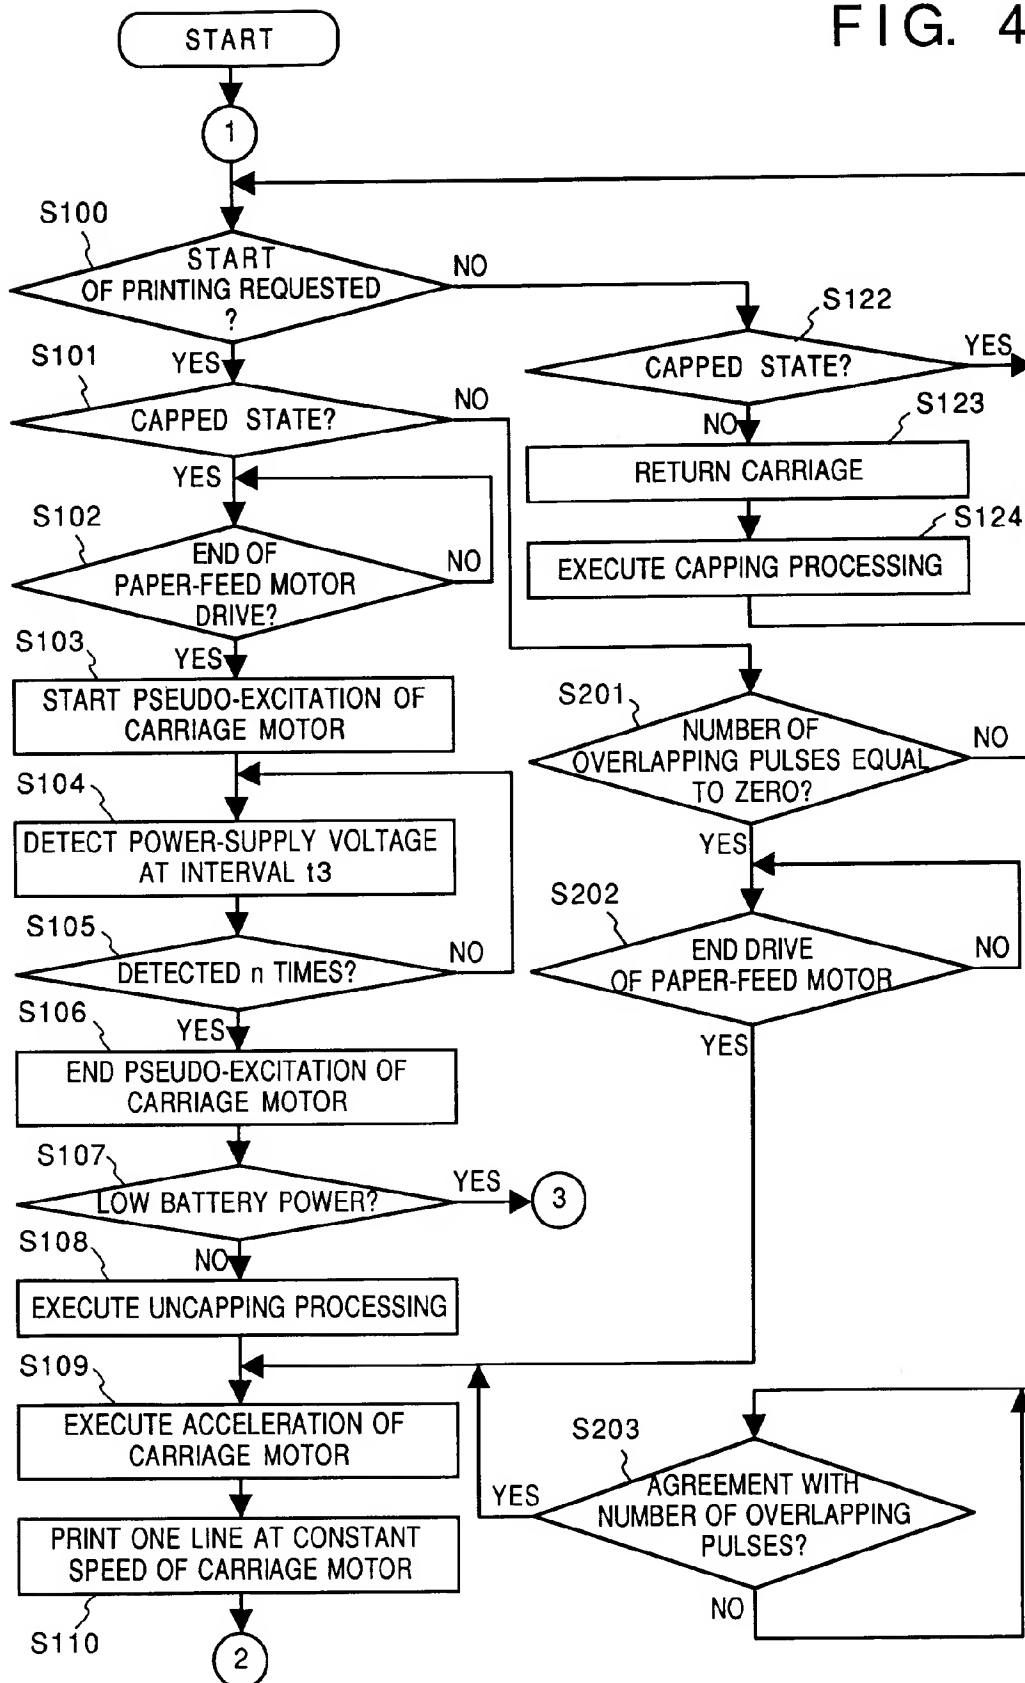 FIG. 4
START
1
S100
START
OF PRINTING REQUESTED
?
NO
YES
S122
CAPPED STATE?
YES
NO
S123
RETURN CARRIAGE
S124
EXECUTE CAPPING PROCESSING
S101
CAPPED STATE?
NO
YES
S102
END OF
PAPER-FEED MOTOR
DRIVE?
NO
YES
S103
START PSEUDO-EXCITATION OF
CARRIAGE MOTOR
S104
DETECT POWER-SUPPLY VOLTAGE
AT INTERVAL t3
S105
DETECTED n TIMES?
NO
YES
S106
END PSEUDO-EXCITATION OF
CARRIAGE MOTOR
S107
LOW BATTERY POWER?
YES
3
NO
S108
EXECUTE UNCAPPING PROCESSING
S201
NUMBER OF
OVERLAPPING PULSES EQUAL
TO ZERO?
NO
YES
S202
END DRIVE
OF PAPER-FEED MOTOR
NO
YES
S109
EXECUTE ACCELERATION OF
CARRIAGE MOTOR
S203
AGREEMENT WITH
NUMBER OF OVERLAPPING
PULSES?
YES
NO
PRINT ONE LINE AT CONSTANT
SPEED OF CARRIAGE MOTOR
S110
2